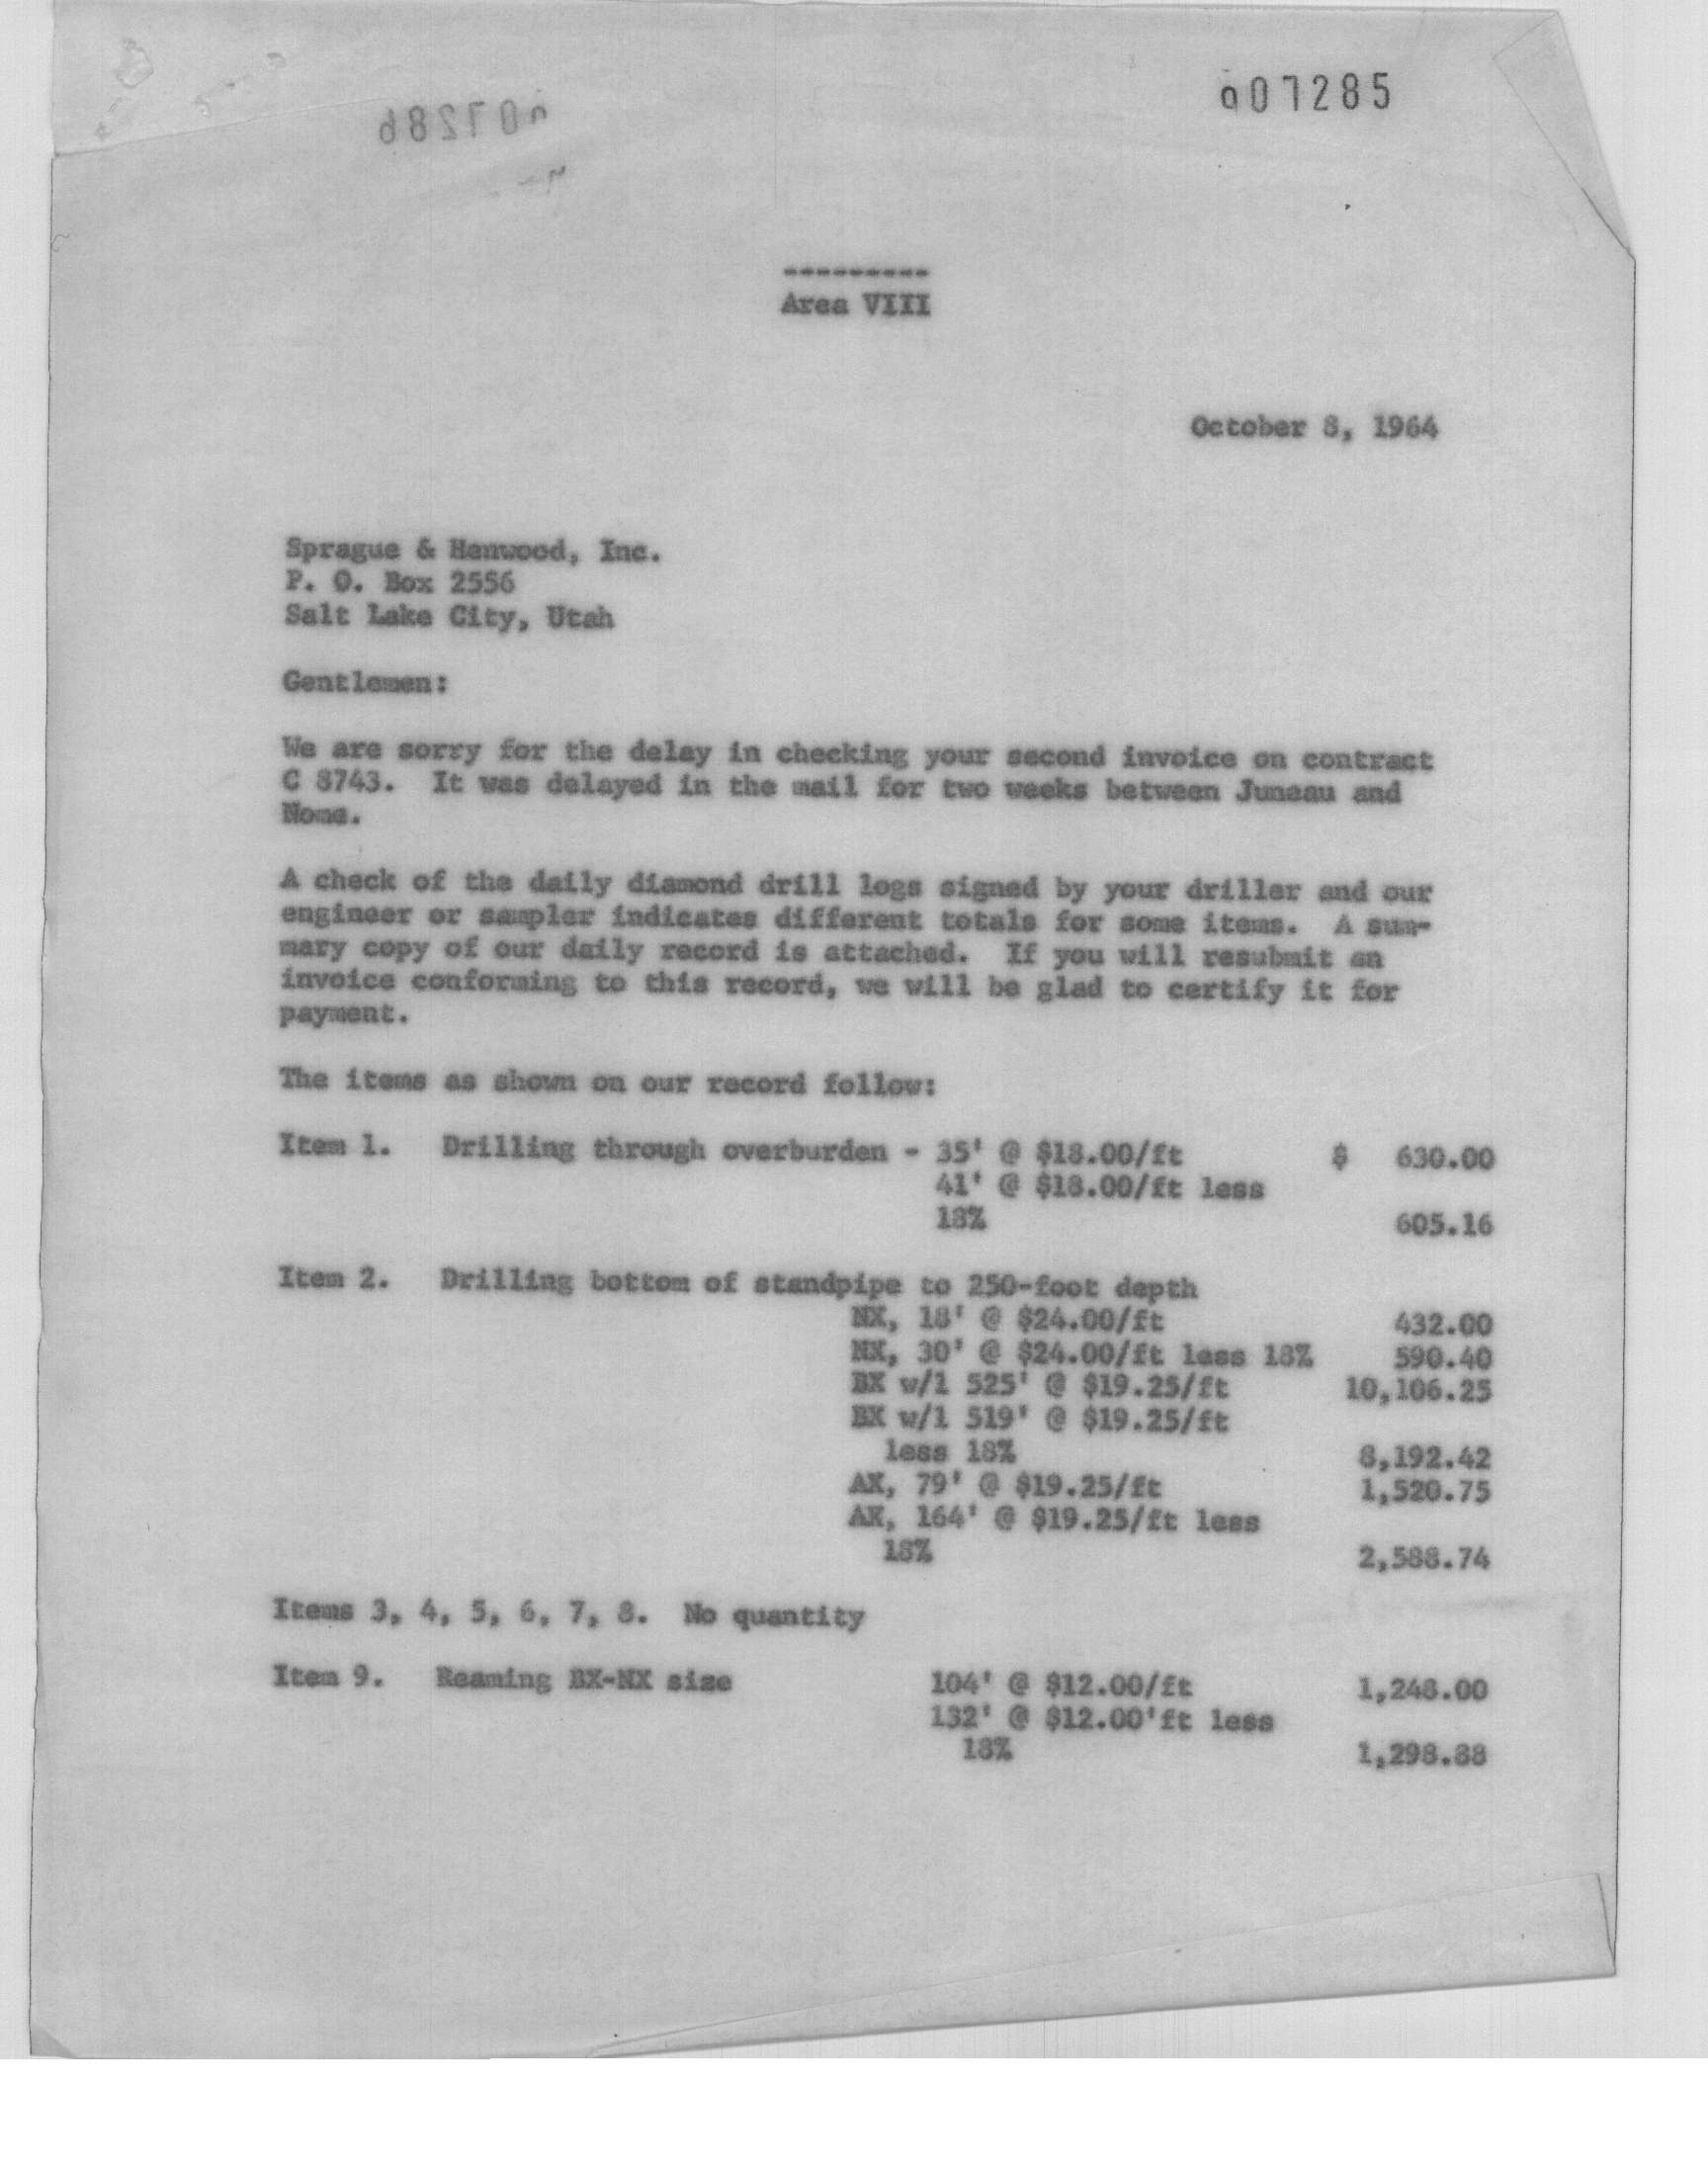 007285
007286
---------
Area VIII
October 8, 1964
Sprague & Henwood, Inc.
P. O. Box 2556
Salt Lake City, Utah
Gentlemen:
We are sorry for the delay in checking your second invoice on contract
C 8743. It was delayed in the mail for two weeks between Juneau and
Nome.
A check of the daily diamond drill logs signed by your driller and our
engineer or sampler indicates different totals for some items. A sum-
mary copy of our daily record is attached. If you will resubmit an
invoice conforming to this record, we will be glad to certify it for
payment.
The items as shown on our record follow:
Item 1. Drilling through overburden - 35' @ $18.00/ft $ 630.00
41' @ $18.00/ft less
18% 605.16
Item 2. Drilling bottom of standpipe to 250-foot depth
NX, 18' @ $24.00/ft 432.00
NX, 30' @ $24.00/ft less 18% 590.40
BX w/l 525' @ $19.25/ft 10,106.25
BX w/l 519' @ $19.25/ft
less 18% 8,192.42
AX, 79' @ $19.25/ft 1,520.75
AX, 164' @ $19.25/ft less
18% 2,588.74
Items 3, 4, 5, 6, 7, 8. No quantity
Item 9. Reaming BX-NX size 104' @ $12.00/ft 1,248.00
132' @ $12.00'ft less
18% 1,298.88